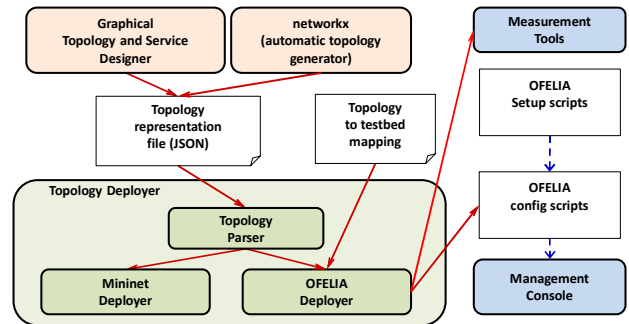 Graphical
Topology and Service
Designer
networkx
(automatic topology
generator)
Measurement
Tools
Topology
representation
file (JSON)
Topology
to testbed
mapping
OFELIA
Setup scripts
Topology Deployer
Topology
Parser
OFELIA
config scripts
Mininet
Deployer
OFELIA
Deployer
Management
Console